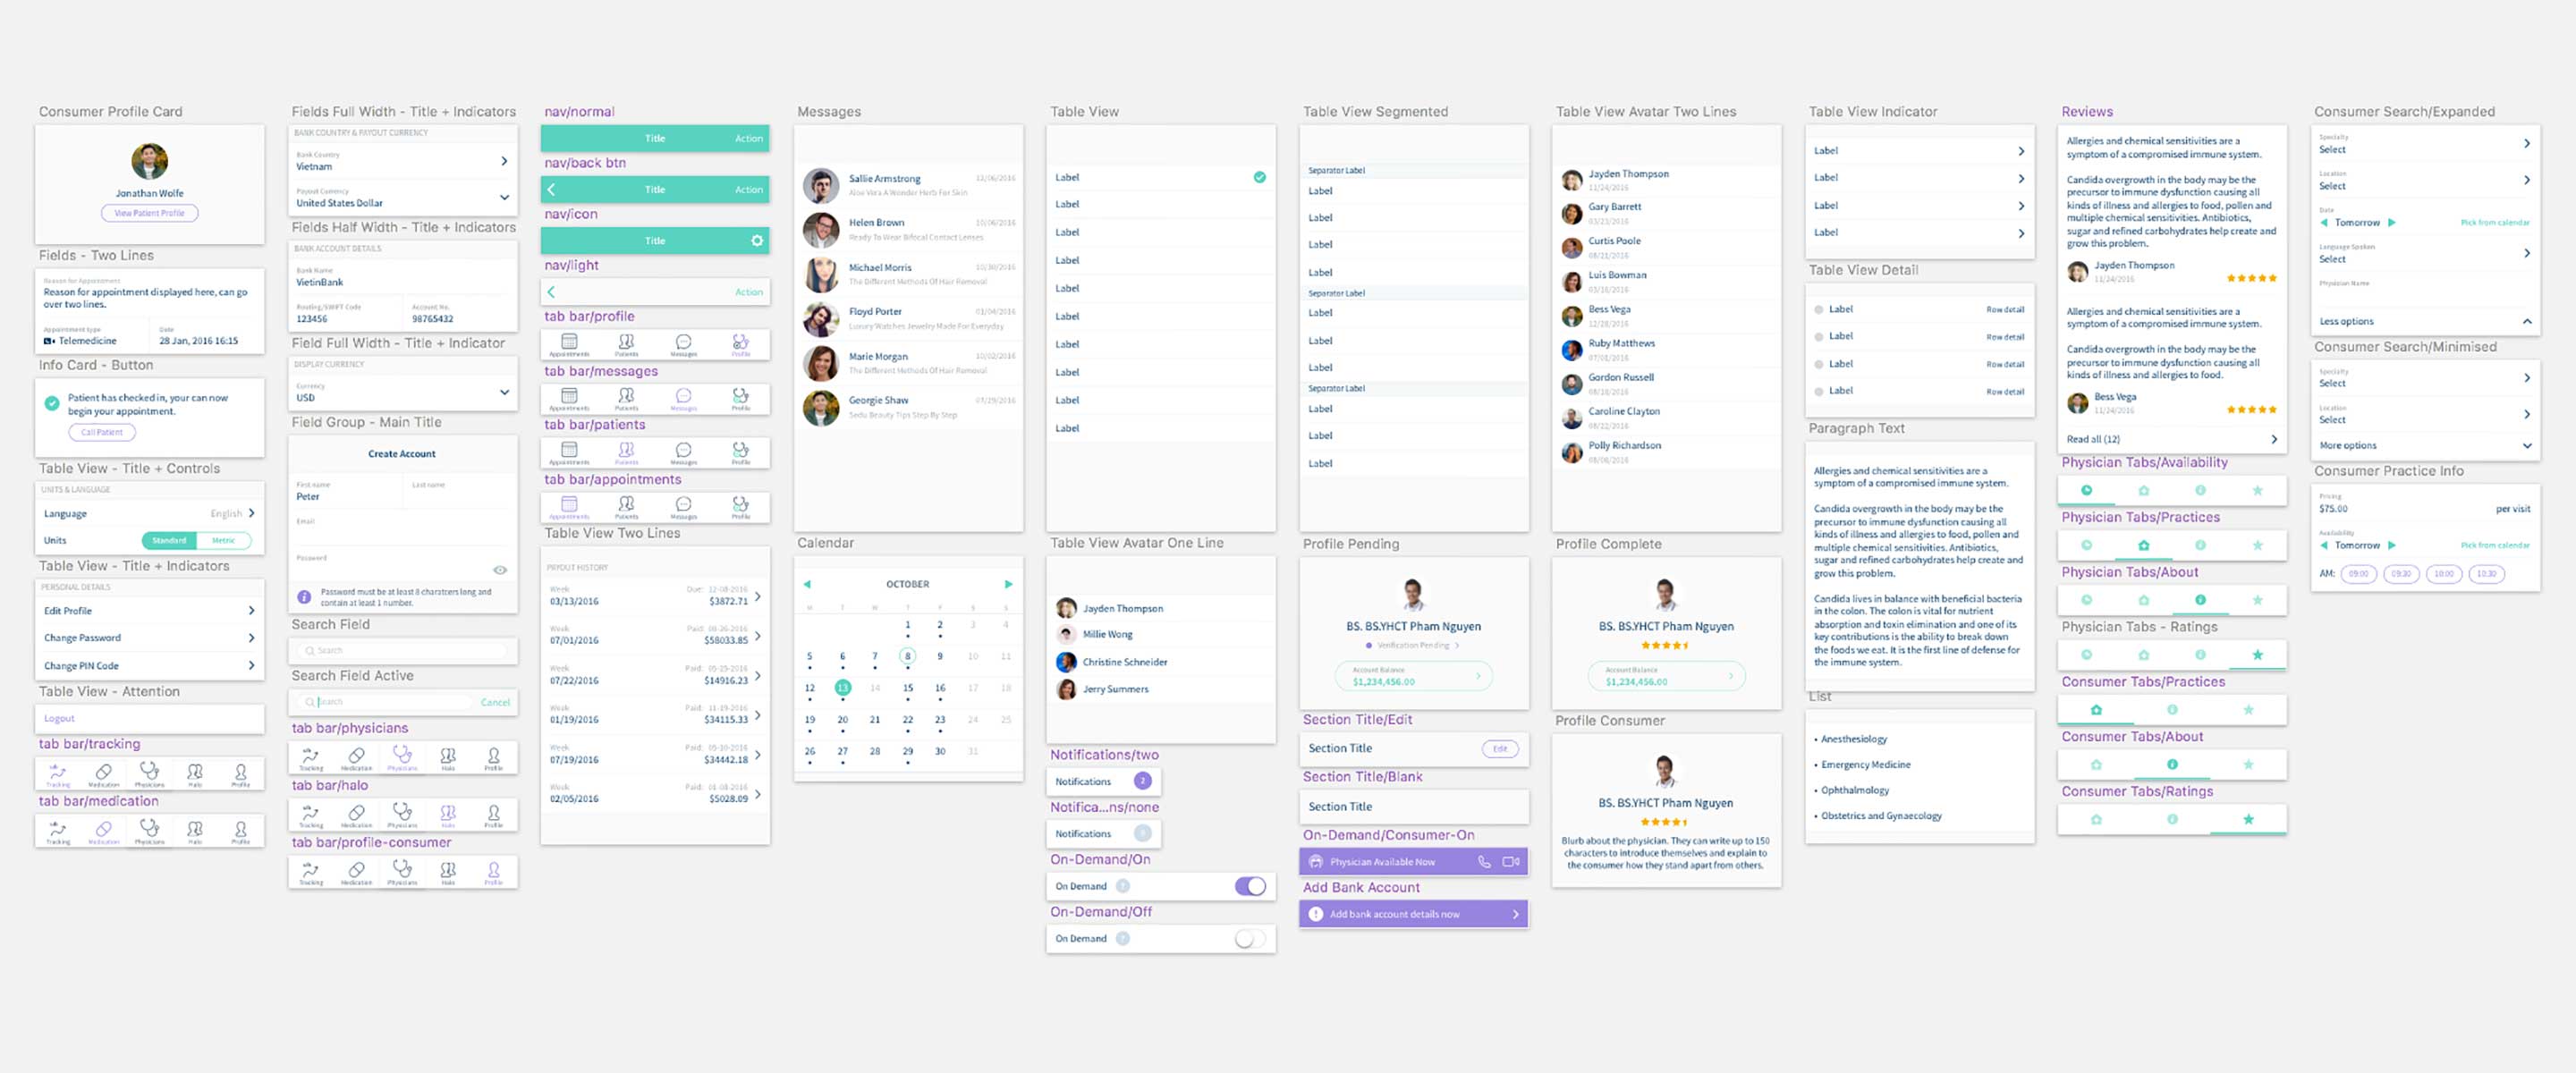 Consumer Profile Card
Jonathan Wolfe
View Patient Profile
Fields - Two Lines
Reason for Appointment
Reason for appointment displayed here, can go
over two lines.
Appointment type
Date
Telemedicine
28 Jan, 2016 16:15
Info Card - Button
Patient has checked in, your can now
begin your appointment.
Call Patient
Table View - Title + Controls
UNITS & LANGUAGE
Language
English
Units
Standard
Metric
Table View - Title + Indicators
PERSONAL DETAILS
Edit Profile
Change Password
Change PIN Code
Table View - Attention
Logout
tab bar/tracking
Tracking
Medication
Physicians
Halo
Profile
tab bar/medication
Tracking
Medication
Physicians
Halo
Profile
Fields Full Width - Title + Indicators
BANK COUNTRY & PAYOUT CURRENCY
Bank Country
Vietnam
Payout Currency
United States Dollar
Fields Half Width - Title + Indicators
BANK ACCOUNT DETAILS
Bank Name
VietinBank
Routing/SWIFT Code
Account No.
123456
98765432
Field Full Width - Title + Indicator
DISPLAY CURRENCY
Currency
USD
Field Group - Main Title
Create Account
First name
Last name
Peter
Email
Password
Password must be at least 8 charatcers long and
contain at least 1 number.
Search Field
Search
Search Field Active
Search
Cancel
tab bar/physicians
Tracking
Medication
Physicians
Halo
Profile
tab bar/halo
Tracking
Medication
Physicians
Halo
Profile
tab bar/profile-consumer
Tracking
Medication
Physicians
Halo
Profile
nav/normal
Title
Action
nav/back btn
Title
Action
nav/icon
Title
nav/light
Action
tab bar/profile
Appointments
Patients
Messages
Profile
tab bar/messages
Appointments
Patients
Messages
Profile
tab bar/patients
Appointments
Patients
Messages
Profile
tab bar/appointments
Appointments
Patients
Messages
Profile
Table View Two Lines
PAYOUT HISTORY
Week
Due: 12-08-2016
03/13/2016
$3872.71
Week
Paid:
07/01/2016
$58033.85
Week
Paid:
07/22/2016
$14916.23
Week
Paid: 11-19-2016
01/19/2016
$34115.33
Week
Paid:
07/19/2016
$34442.18
Week
Paid:
02/05/2016
$5028.09
Messages
Sallie Armstrong
Aloe Vera A Wonder Herb For Skin
Helen Brown
Ready To Wear Bifocal Contact Lenses
Michael Morris
10/30/2016
The Different Methods Of Hair Removal
Floyd Porter
01/04/2016
Luxury Watches Jewelry Made For Everyday
Marie Morgan
10/02/2016
The Different Methods Of Hair Removal
Georgie Shaw
07/29/2016
Sedu Beauty Tips Step By Step
Calendar
OCTOBER
M T W T F S S
1 2 3 4
5 6 7 8 9 10 11
12 13 14 15 16 17 18
19 20 21 22 23 24 25
26 27 28 29 30 31
Table View
Label
Label
Label
Label
Label
Label
Label
Label
Label
Label
Table View Avatar One Line
Jayden Thompson
Millie Wong
Christine Schneider
Jerry Summers
Notifications/two
Notifications
2
Notifica...ns/none
Notifications
On-Demand/On
On Demand
?
On-Demand/Off
On Demand
?
Table View Segmented
Separator Label
Label
Label
Label
Label
Separator Label
Label
Label
Label
Separator Label
Label
Label
Label
Profile Pending
BS. BS.YHCT Pham Nguyen
Verification Pending
Account Balance
$1,234,456.00
Section Title/Edit
Section Title
Edit
Section Title/Blank
Section Title
On-Demand/Consumer-On
Physician Available Now
Add Bank Account
Add bank account details now
Table View Avatar Two Lines
Jayden Thompson
11/24/2016
Gary Barrett
03/23/2016
Curtis Poole
08/21/2016
Luis Bowman
03/18/2016
Bess Vega
12/28/2016
Ruby Matthews
07/01/2016
Gordon Russell
08/18/2016
Caroline Clayton
08/22/2016
Polly Richardson
08/06/2016
Profile Complete
BS. BS.YHCT Pham Nguyen
Account Balance
$1,234,456.00
Profile Consumer
BS. BS.YHCT Pham Nguyen
Blurb about the physician. They can write up to 150
characters to introduce themselves and explain to
the consumer how they stand apart from others.
Table View Indicator
Label
Label
Label
Label
Table View Detail
Label
Row detail
Label
Row detail
Label
Row detail
Label
Row detail
Paragraph Text
Allergies and chemical sensitivities are a
symptom of a compromised immune system.
Candida overgrowth in the body may be the
precursor to immune dysfunction causing all
kinds of illness and allergies to food, pollen and
multiple chemical sensitivities. Antibiotics,
sugar and refined carbohydrates help create and
grow this problem.
Candida lives in balance with beneficial bacteria
in the colon. The colon is vital for nutrient
absorption and toxin elimination and one of its
key contributions is the ability to break down
the foods we eat. It is the first line of defense for
the immune system.
List
• Anesthesiology
• Emergency Medicine
• Ophthalmology
• Obstetrics and Gynaecology
Reviews
Allergies and chemical sensitivities are a
symptom of a compromised immune system.
Candida overgrowth in the body may be the
precursor to immune dysfunction causing all
kinds of illness and allergies to food, pollen and
multiple chemical sensitivities. Antibiotics,
sugar and refined carbohydrates help create and
grow this problem.
Jayden Thompson
11/24/2016
Allergies and chemical sensitivities are a
symptom of a compromised immune system.
Candida overgrowth in the body may be the
precursor to immune dysfunction causing all
kinds of illness and allergies to food.
Bess Vega
11/24/2016
Read all (12)
Physician Tabs/Availability
Physician Tabs/Practices
Physician Tabs/About
Physician Tabs - Ratings
Consumer Tabs/Practices
Consumer Tabs/About
Consumer Tabs/Ratings
Consumer Search/Expanded
Specialty
Select
Location
Select
Date
Tomorrow
Pick from calendar
Language Spoken
Select
Physician Name
Less options
Consumer Search/Minimised
Specialty
Select
Location
Select
More options
Consumer Practice Info
Pricing
$75.00
per visit
Availability
Tomorrow
Pick from calendar
AM:
09:00
09:30
10:00
10:30